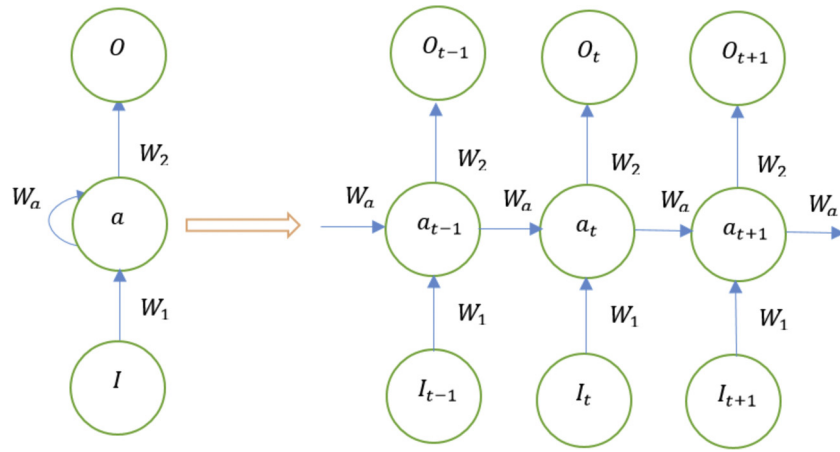 O O_{t-1} O_t O_{t+1}
W_2 W_2 W_2 W_2
W_a W_a W_a W_a W_a
a a_{t-1} a_t a_{t+1}
W_1 W_1 W_1 W_1
I I_{t-1} I_t I_{t+1}